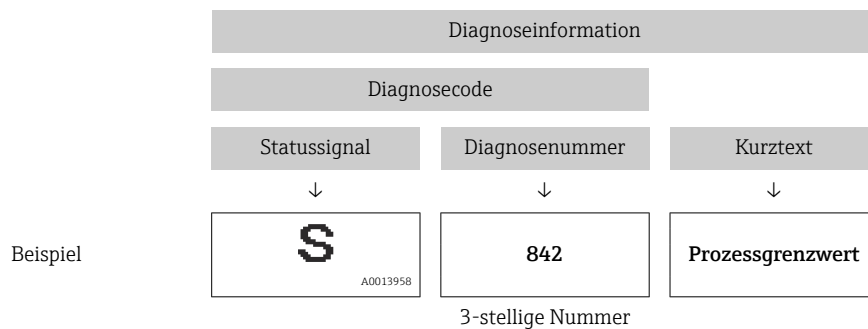 Diagnoseinformation
Diagnosecode
Statussignal Diagnosenummer Kurztext
↓ ↓ ↓
Beispiel S 842 Prozessgrenzwert
A0013958
3-stellige Nummer